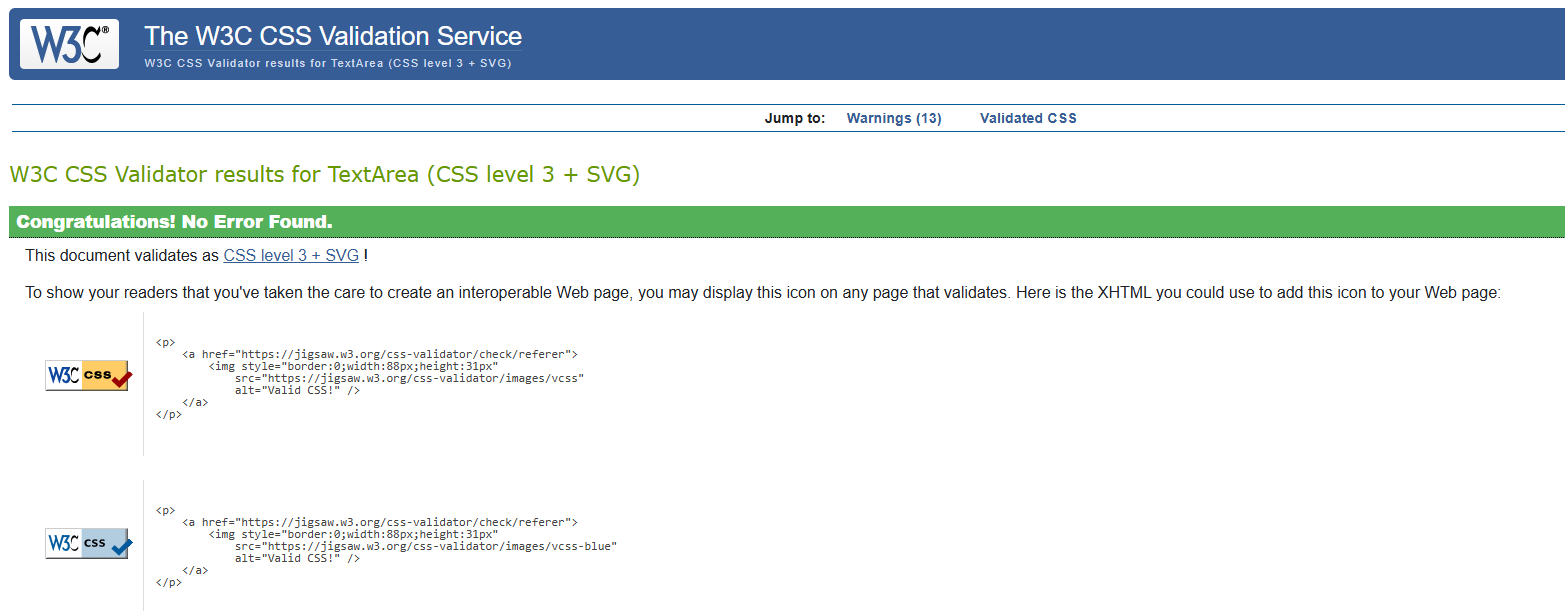 W3C®
The W3C CSS Validation Service
W3C CSS Validator results for TextArea (CSS level 3 + SVG)
Jump to: Warnings (13) Validated CSS
W3C CSS Validator results for TextArea (CSS level 3 + SVG)
Congratulations! No Error Found.
This document validates as CSS level 3 + SVG !
To show your readers that you've taken the care to create an interoperable Web page, you may display this icon on any page that validates. Here is the XHTML you could use to add this icon to your Web page:
W3C css
<p>
    <a href="https://jigsaw.w3.org/css-validator/check/referer">
        <img style="border:0;width:88px;height:31px"
            src="https://jigsaw.w3.org/css-validator/images/vcss"
            alt="Valid CSS!" />
    </a>
</p>
W3C css
<p>
    <a href="https://jigsaw.w3.org/css-validator/check/referer">
        <img style="border:0;width:88px;height:31px"
            src="https://jigsaw.w3.org/css-validator/images/vcss-blue"
            alt="Valid CSS!" />
    </a>
</p>